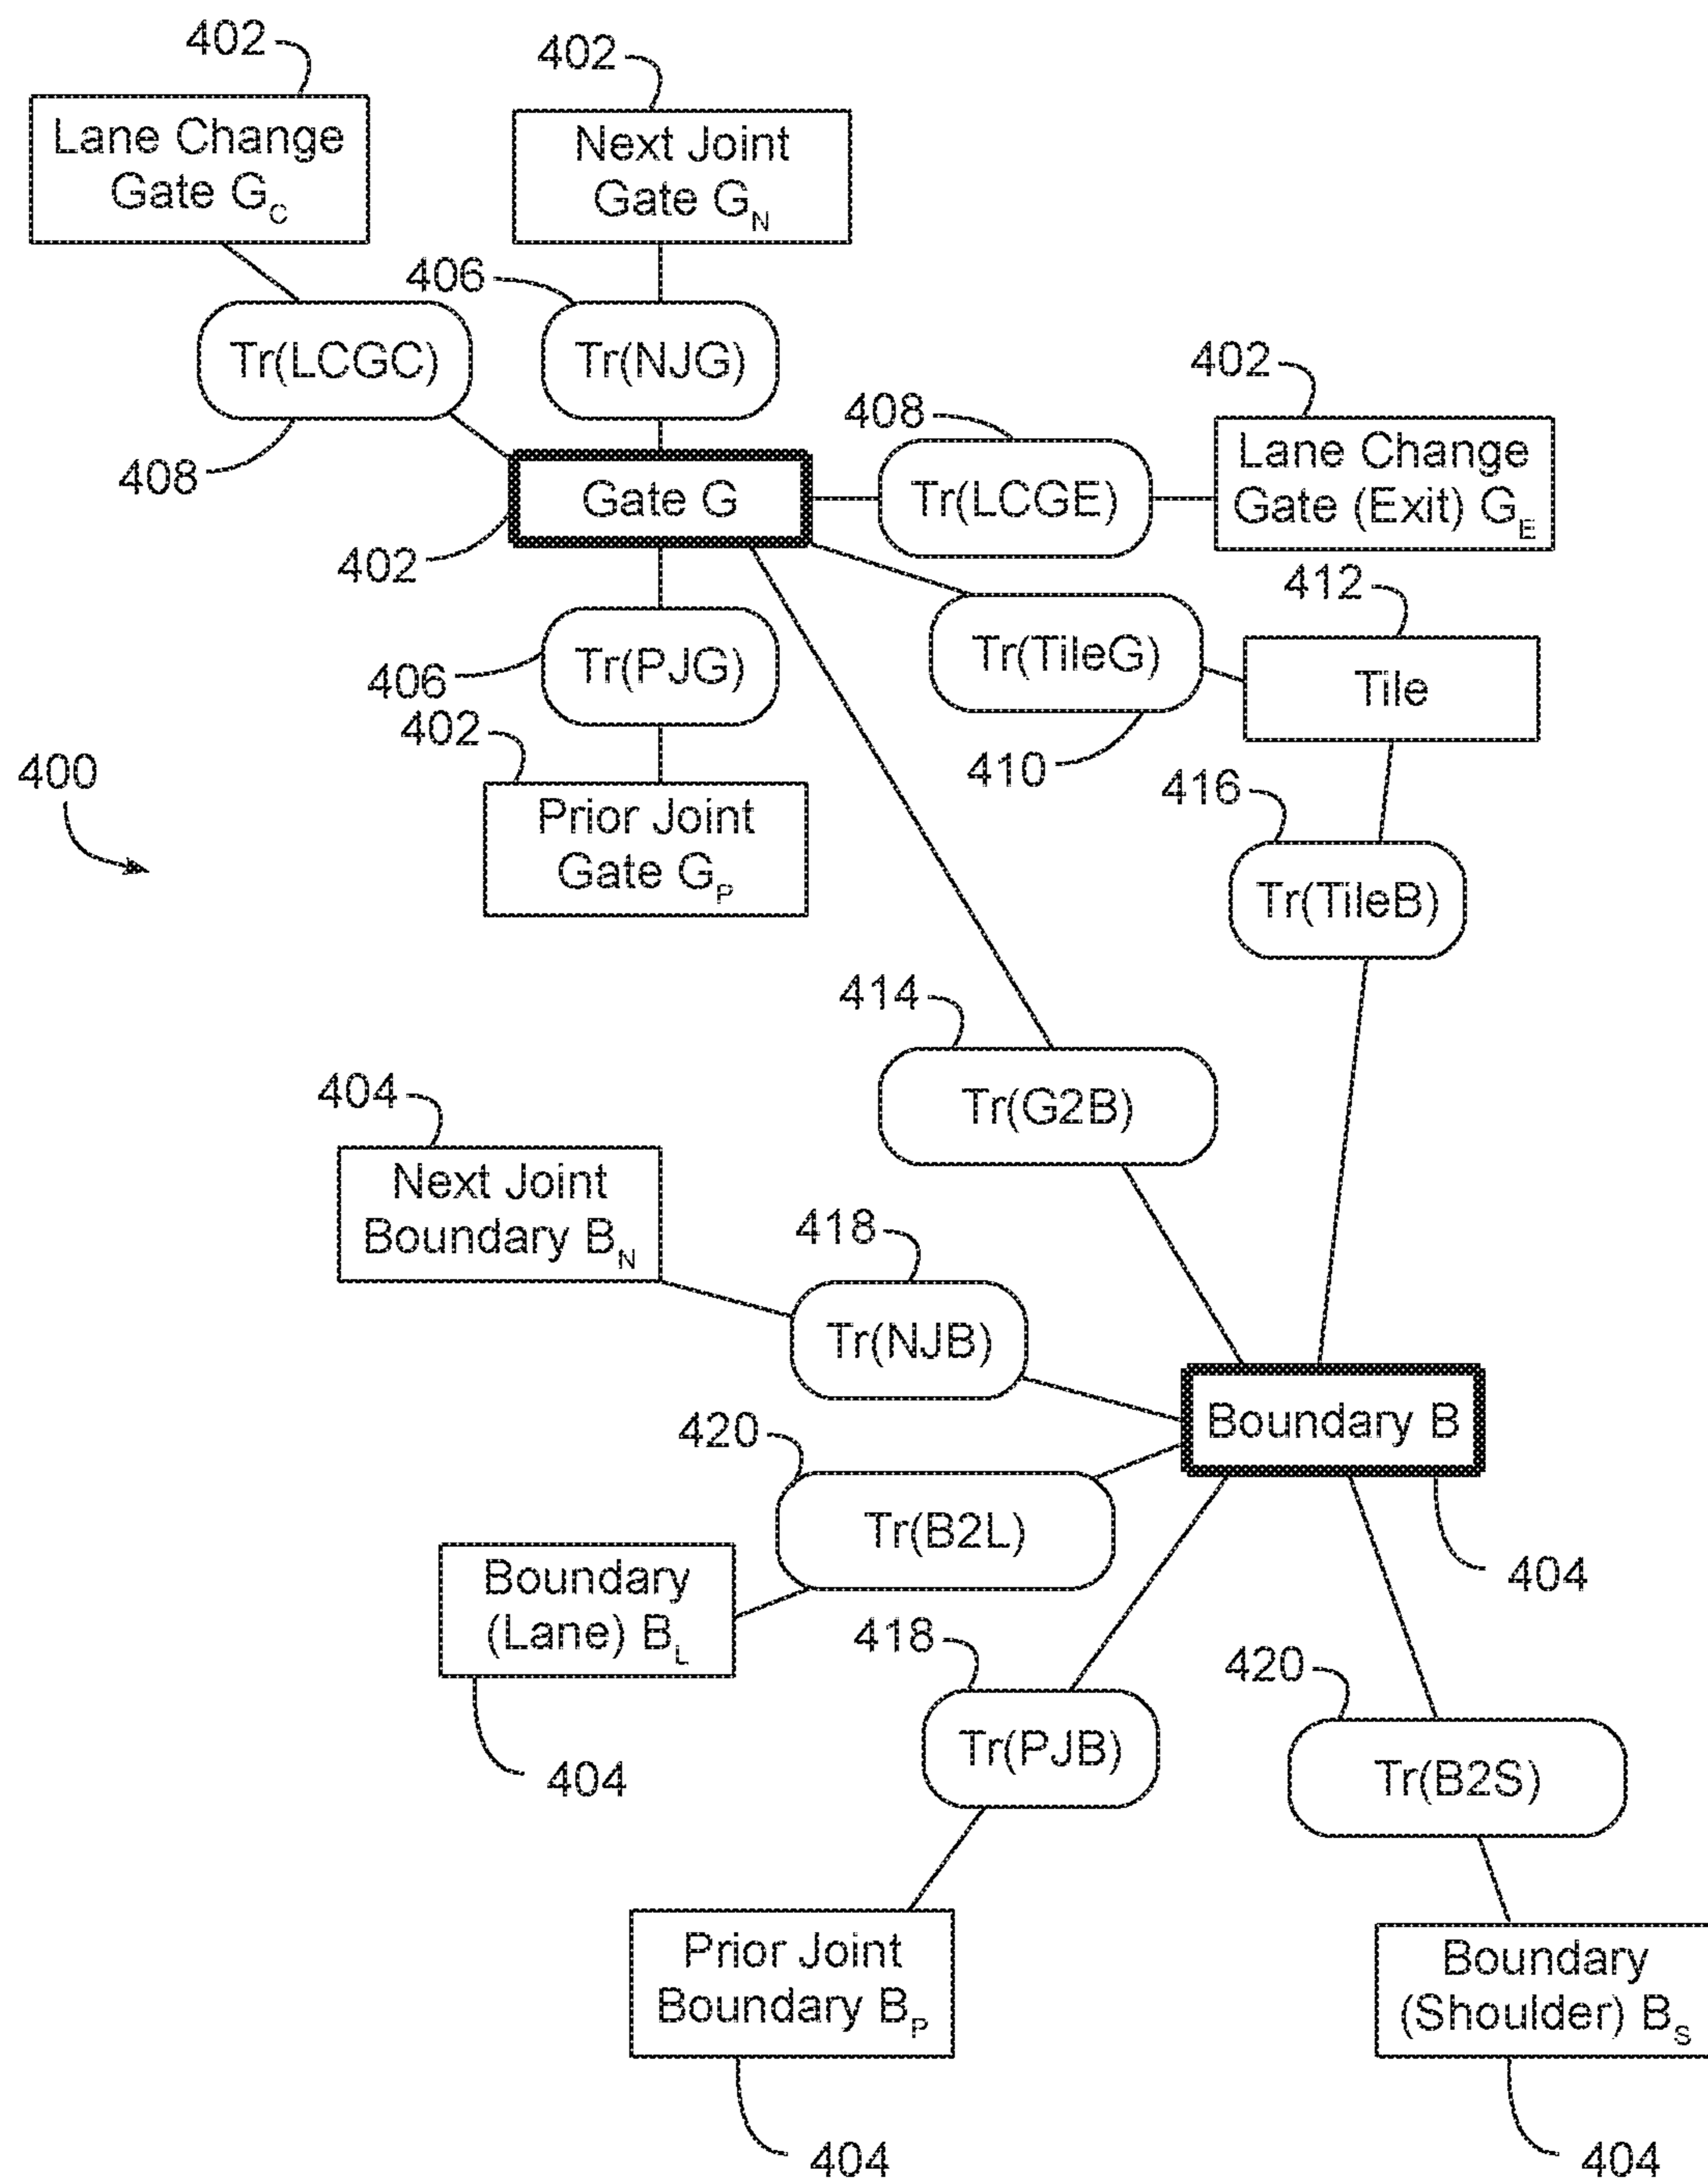 402
402
Lane Change
Gate G_C
Next Joint
Gate G_N
406
Tr(LCGC)
Tr(NJG)
402
408
408
Lane Change
Gate (Exit) G_E
Gate G
Tr(LCGE)
402
412
Tr(TileG)
Tr(PJG)
406
Tile
402
410
400
416
Prior Joint
Gate G_P
Tr(TileB)
414
404
Tr(G2B)
Next Joint
Boundary B_N
418
Tr(NJB)
Boundary B
420
Tr(B2L)
404
Boundary
(Lane) B_L
418
420
404
Tr(PJB)
Tr(B2S)
Prior Joint
Boundary B_P
Boundary
(Shoulder) B_S
404
404